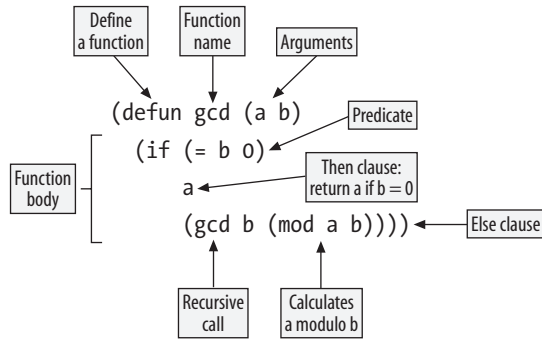 Define
a function
Function
name
Arguments
(defun gcd (a b)
Predicate
(if (= b 0)
Function
body
Then clause:
return a if b = 0
a
(gcd b (mod a b))))
Else clause
Recursive
call
Calculates
a modulo b